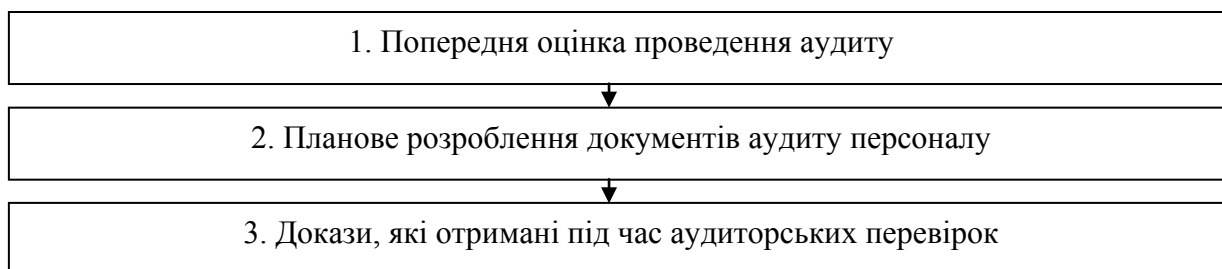 1. Попередня оцінка проведення аудиту
2. Планове розроблення документів аудиту персоналу
3. Докази, які отримані під час аудиторських перевірок